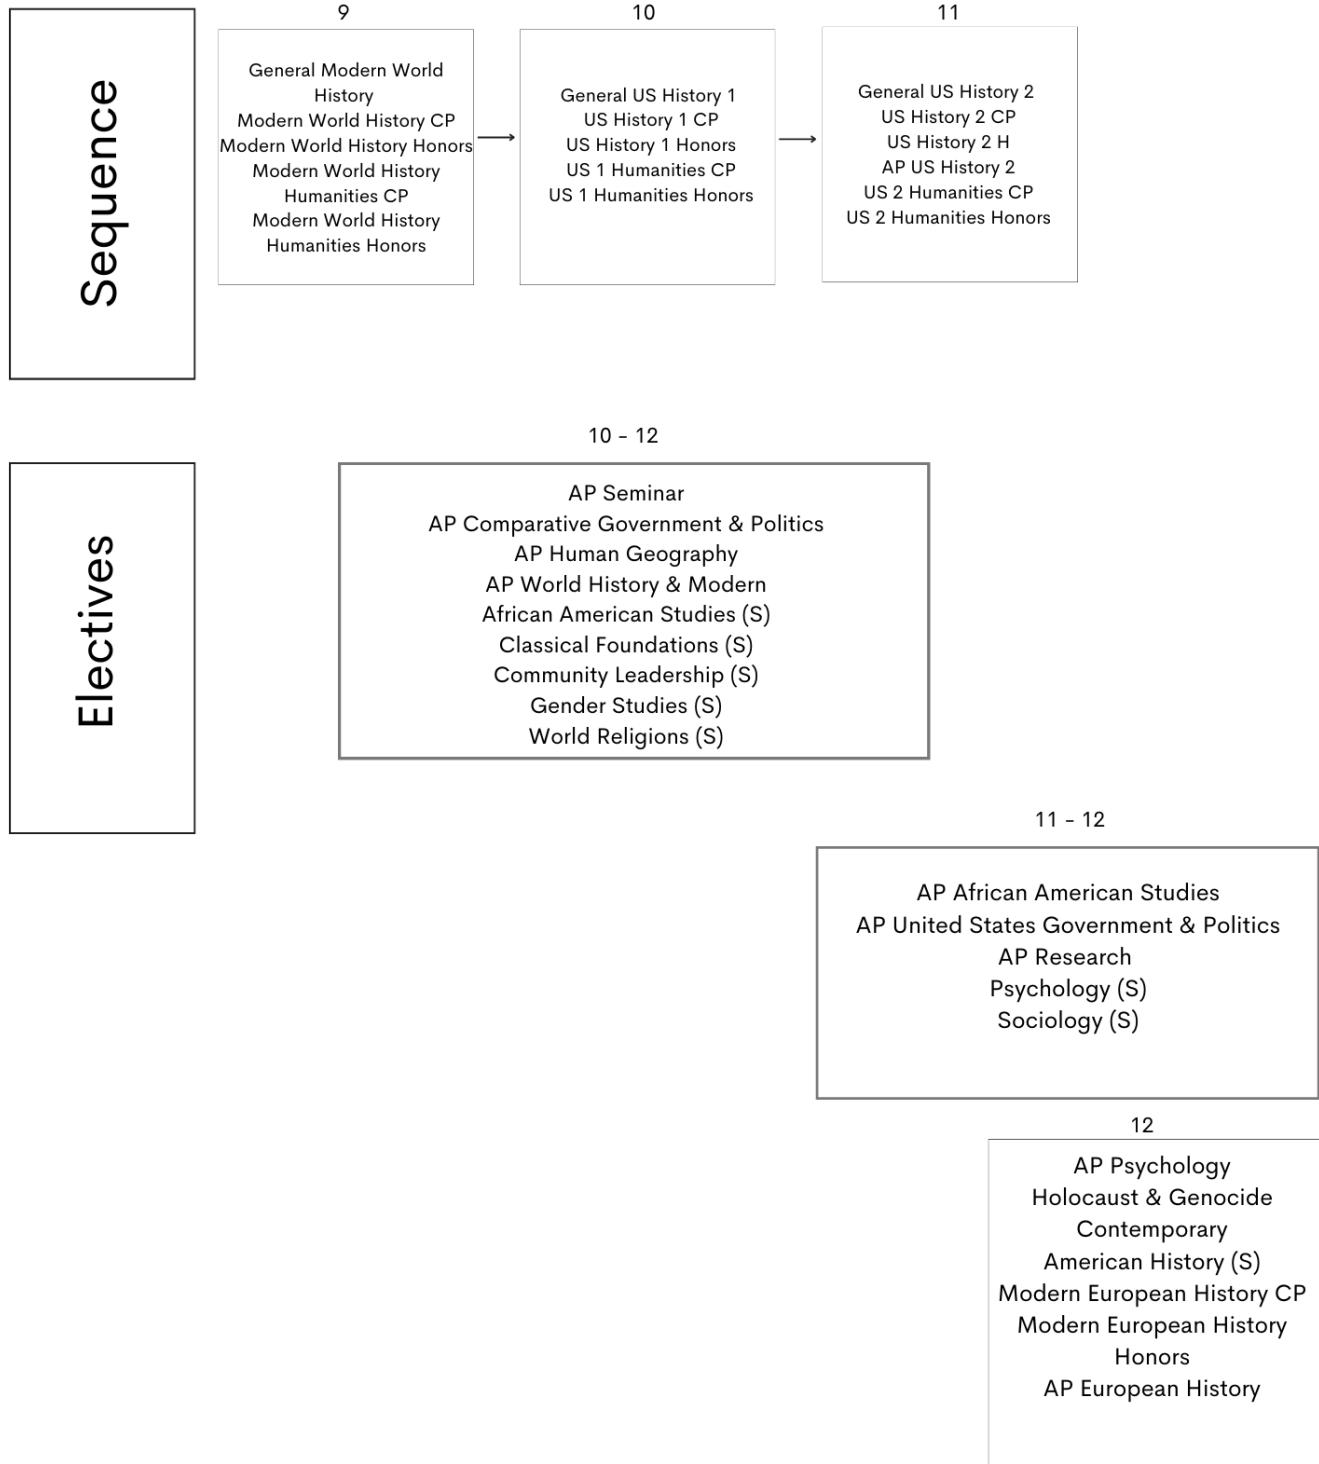 Sequence
9
General Modern World
History
Modern World History CP
Modern World History Honors
Modern World History
Humanities CP
Modern World History
Humanities Honors
10
General US History 1
US History 1 CP
US History 1 Honors
US 1 Humanities CP
US 1 Humanities Honors
11
General US History 2
US History 2 CP
US History 2 H
AP US History 2
US 2 Humanities CP
US 2 Humanities Honors
Electives
10 - 12
AP Seminar
AP Comparative Government & Politics
AP Human Geography
AP World History & Modern
African American Studies (S)
Classical Foundations (S)
Community Leadership (S)
Gender Studies (S)
World Religions (S)
11 - 12
AP African American Studies
AP United States Government & Politics
AP Research
Psychology (S)
Sociology (S)
12
AP Psychology
Holocaust & Genocide
Contemporary
American History (S)
Modern European History CP
Modern European History
Honors
AP European History